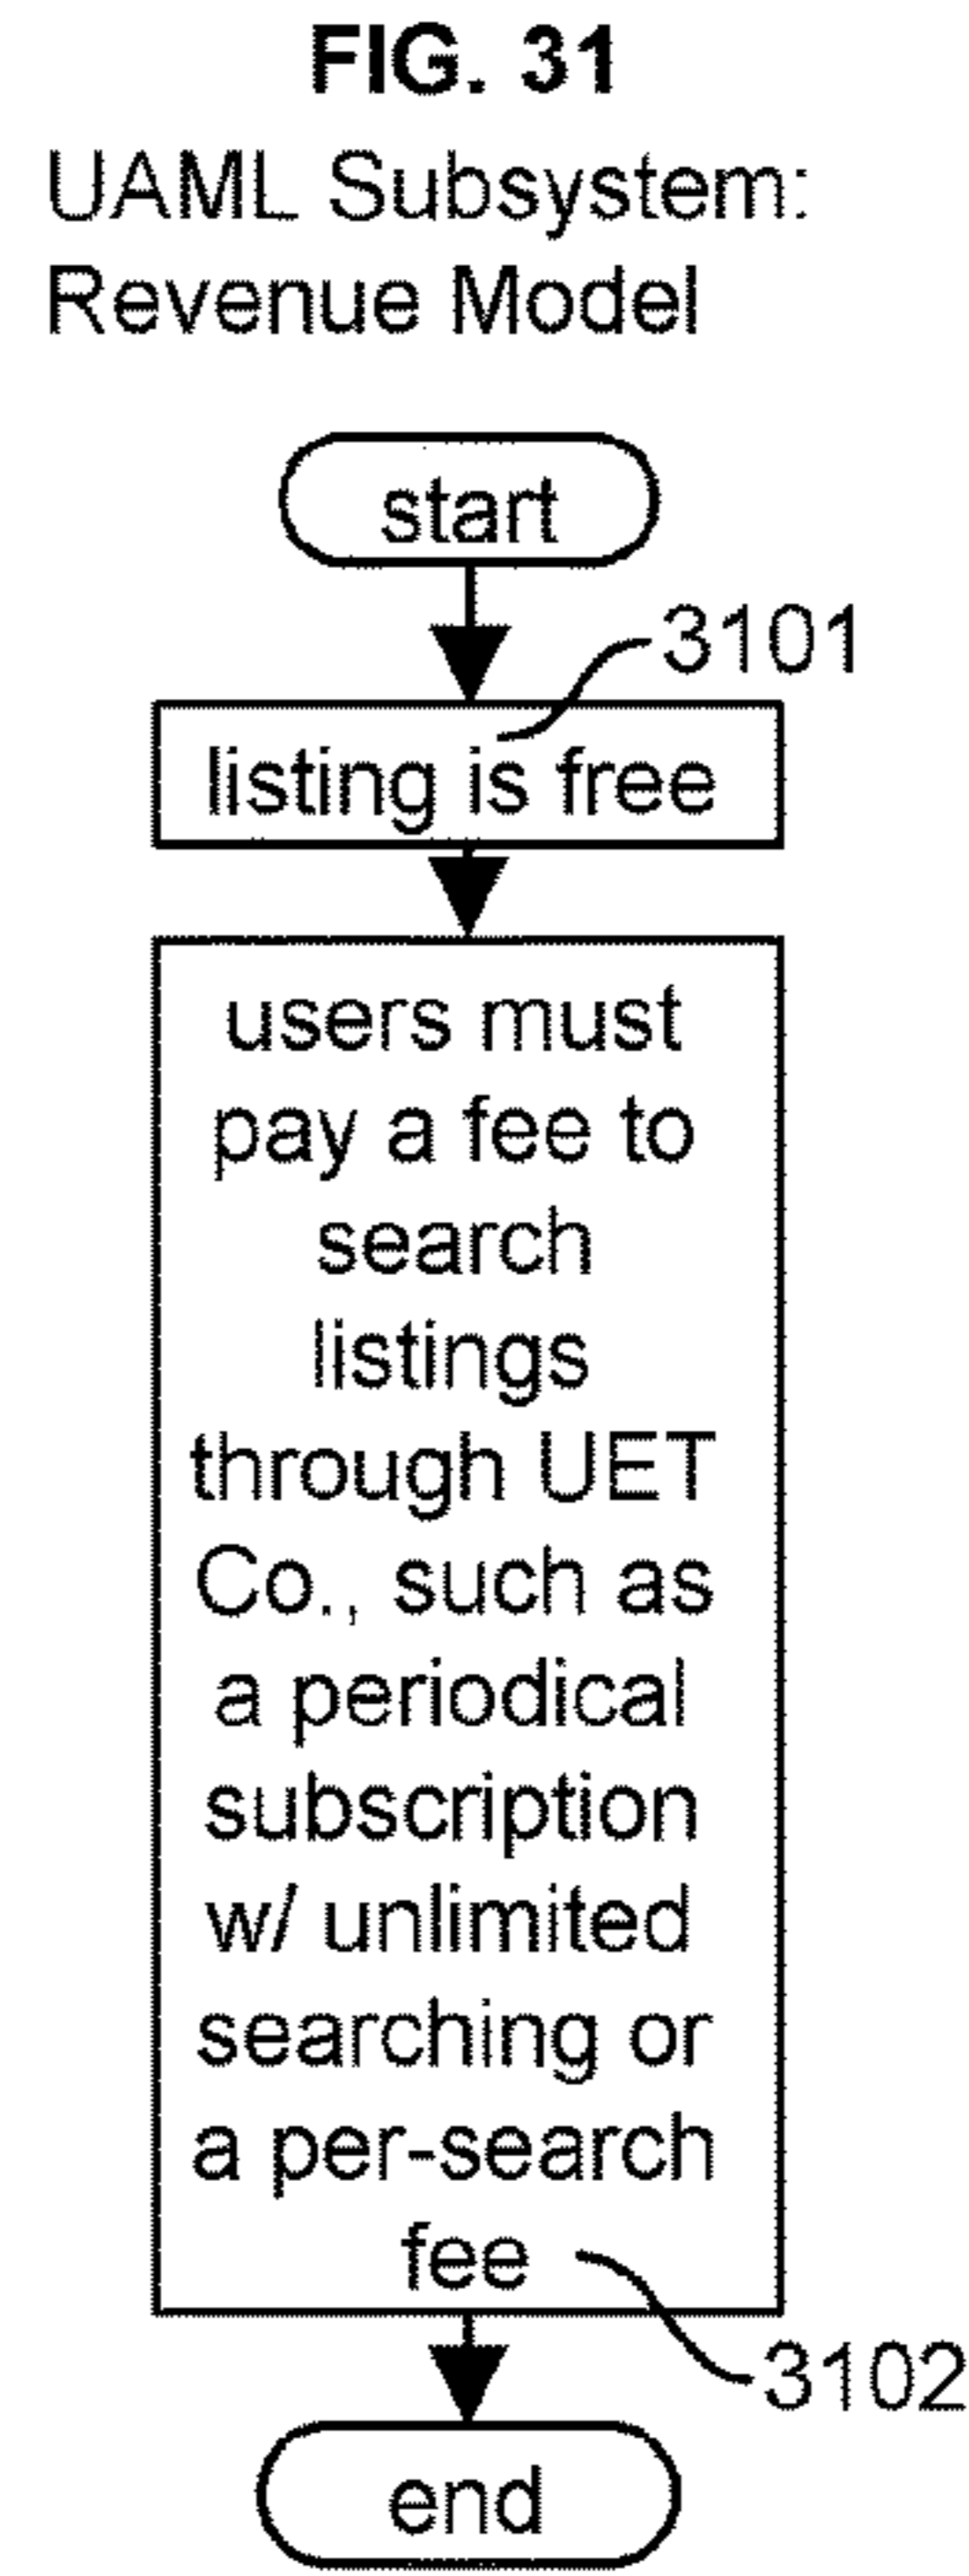 FIG. 31
UAML Subsystem:
Revenue Model
start
3101
listing is free
users must
pay a fee to
search
listings
through UET
Co., such as
a periodical
subscription
w/ unlimited
searching or
a per-search
fee
3102
end